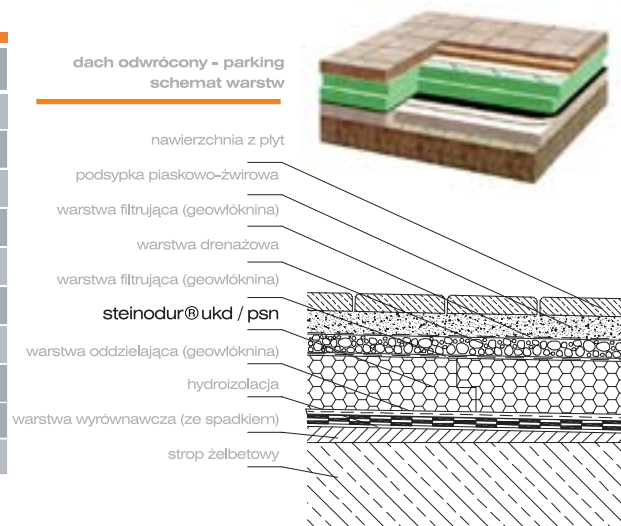 dach odwrócony - parking
schemat warstw
nawierzchnia z płyt
podsypka piaskowo-żwirowa
warstwa filtrująca (geowłóknina)
warstwa drenażowa
warstwa filtrująca (geowłóknina)
steinodur® ukd / psn
warstwa oddzielająca (geowłóknina)
hydroizolacja
warstwa wyrównawcza (ze spadkiem)
strop żelbetowy